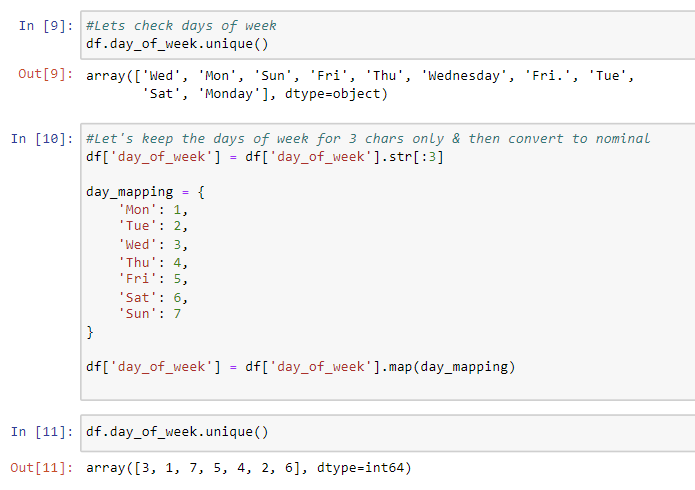 In [9]: #Lets check days of week
df.day_of_week.unique()
Out[9]: array(['Wed', 'Mon', 'Sun', 'Fri', 'Thu', 'Wednesday', 'Fri.', 'Tue',
'Sat', 'Monday'], dtype=object)
In [10]: #Let's keep the days of week for 3 chars only & then convert to nominal
df['day_of_week'] = df['day_of_week'].str[:3]
day_mapping = {
'Mon': 1,
'Tue': 2,
'Wed': 3,
'Thu': 4,
'Fri': 5,
'Sat': 6,
'Sun': 7
}
df['day_of_week'] = df['day_of_week'].map(day_mapping)
In [11]: df.day_of_week.unique()
Out[11]: array([3, 1, 7, 5, 4, 2, 6], dtype=int64)